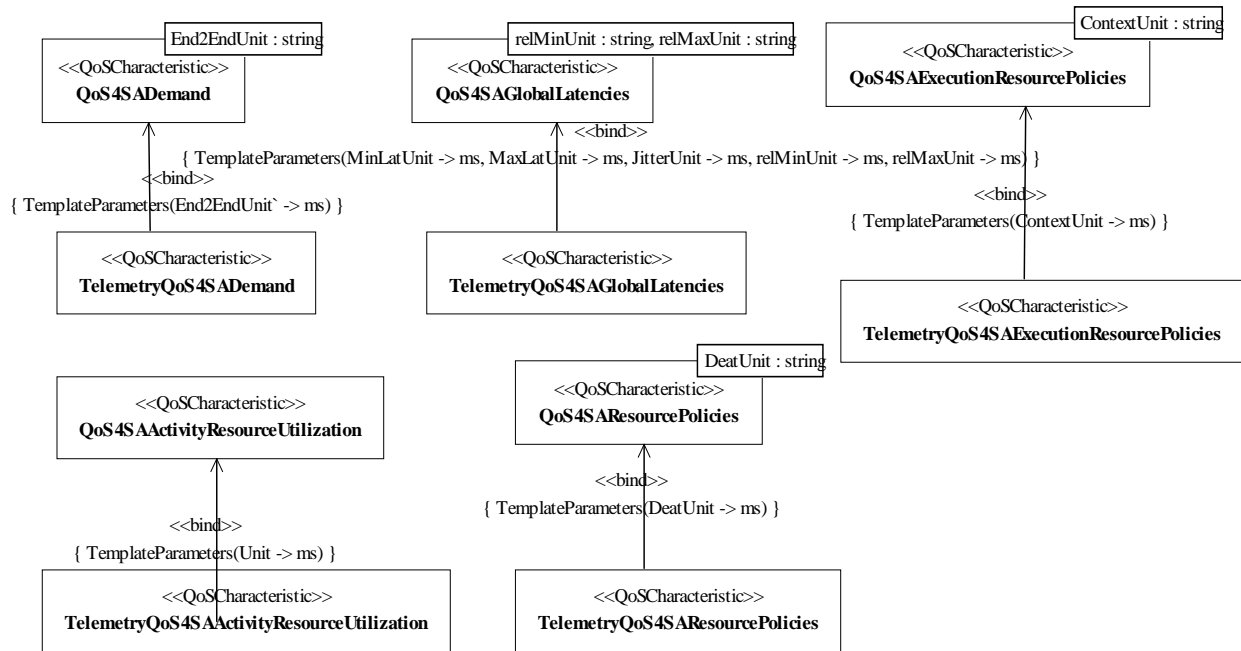 End2EndUnit : string
<<QoSCharacteristic>>
QoS4SADemand
<<bind>>
{ TemplateParameters(End2EndUnit` -> ms) }
<<QoSCharacteristic>>
TelemetryQoS4SADemand
relMinUnit : string, relMaxUnit : string
<<QoSCharacteristic>>
QoS4SAGlobalLatencies
<<bind>>
{ TemplateParameters(MinLatUnit -> ms, MaxLatUnit -> ms, JitterUnit -> ms, relMinUnit -> ms, relMaxUnit -> ms) }
<<QoSCharacteristic>>
TelemetryQoS4SAGlobalLatencies
ContextUnit : string
<<QoSCharacteristic>>
QoS4SAExecutionResourcePolicies
<<bind>>
{ TemplateParameters(ContextUnit -> ms) }
<<QoSCharacteristic>>
TelemetryQoS4SAExecutionResourcePolicies
<<QoSCharacteristic>>
QoS4SAActivityResourceUtilization
<<bind>>
{ TemplateParameters(Unit -> ms) }
<<QoSCharacteristic>>
TelemetryQoS4SAActivityResourceUtilization
DeatUnit : string
<<QoSCharacteristic>>
QoS4SAResourcePolicies
<<bind>>
{ TemplateParameters(DeatUnit -> ms) }
<<QoSCharacteristic>>
TelemetryQoS4SAResourcePolicies